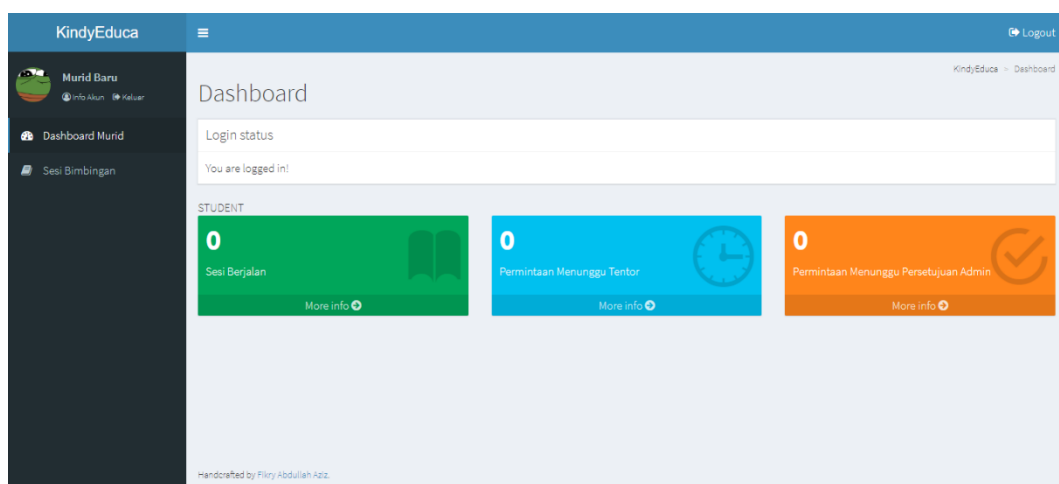 KindyEduca
Logout
Murid Baru
Info Akun Keluar
KindyEduca > Dashboard
Dashboard
Dashboard Murid
Sesi Bimbingan
Login status
You are logged in!
STUDENT
0
Sesi Berjalan
More info
0
Permintaan Menunggu Tentor
More info
0
Permintaan Menunggu Persetujuan Admin
More info
Handcrafted by Fikry Abdullah Aziz.